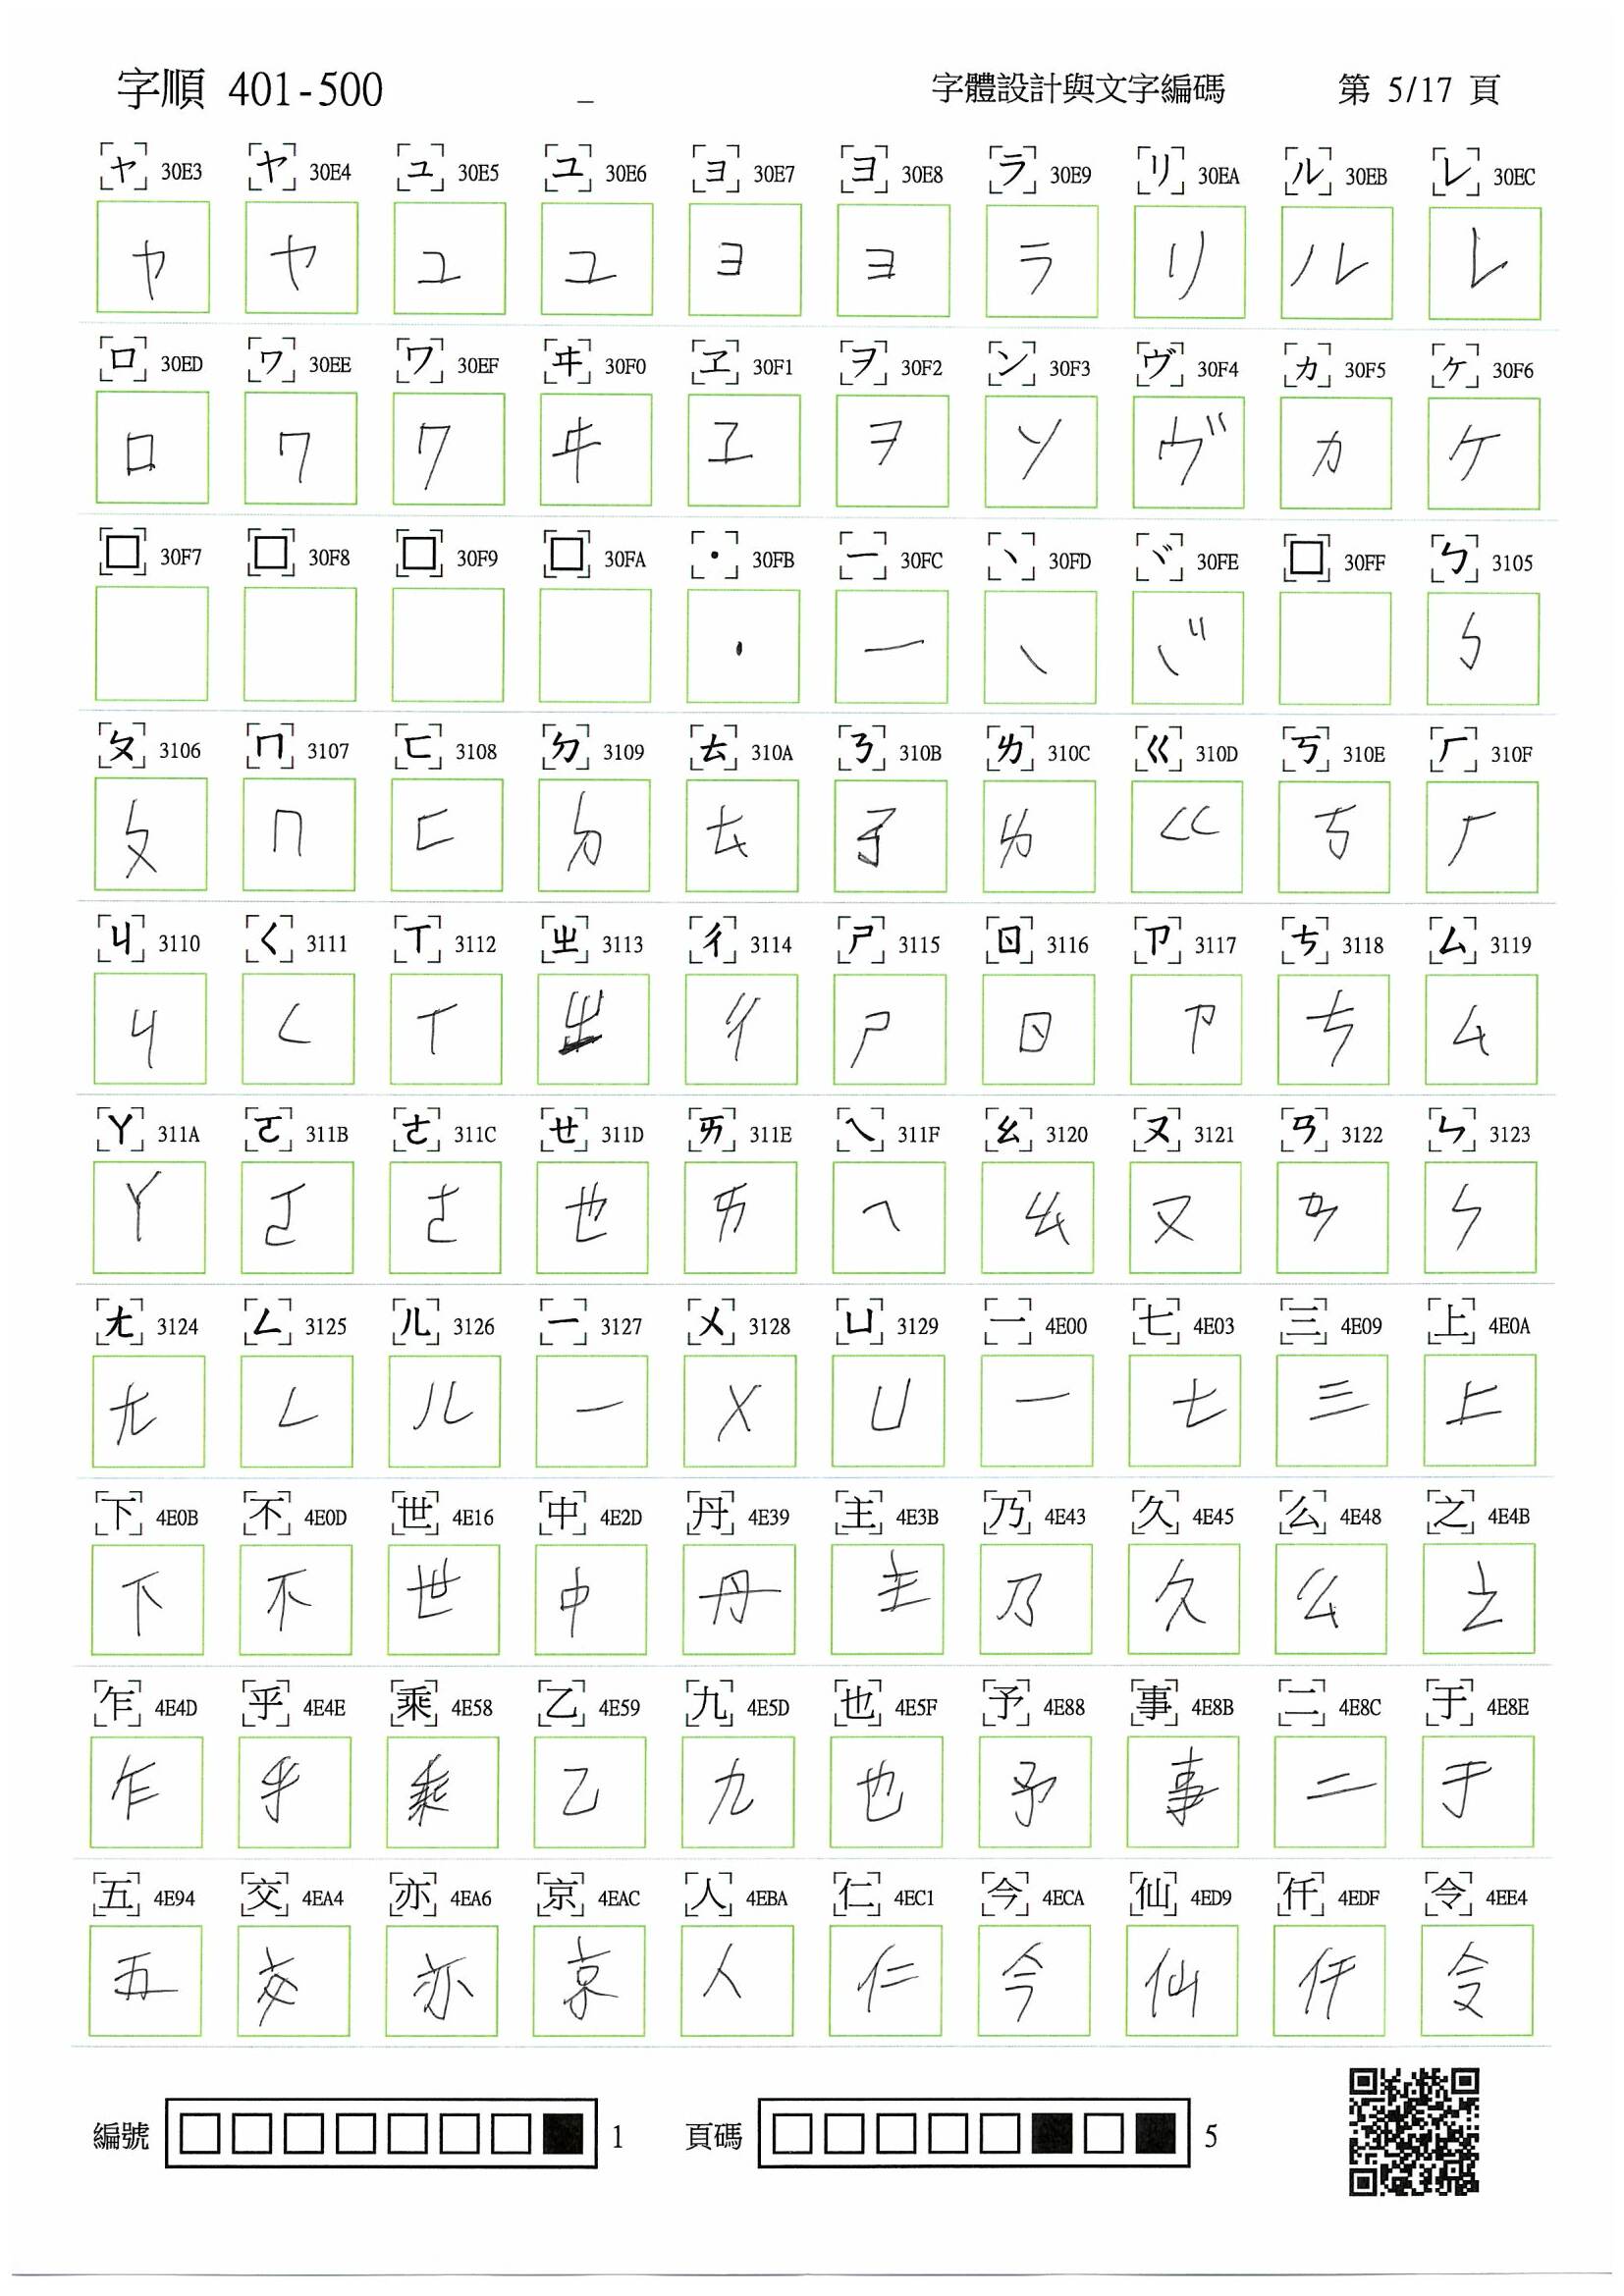 字順 401-500 _ 字體設計與文字編碼 第 5/17 頁
ャ 30E3 ヤ 30E4 ュ 30E5 ユ 30E6 ョ 30E7 ヨ 30E8 ラ 30E9 リ 30EA ル 30EB レ 30EC
ャ ヤ ュ ユ ョ ヨ ラ リ ル レ
ロ 30ED ヮ 30EE ワ 30EF ヰ 30F0 ヱ 30F1 ヲ 30F2 ン 30F3 ヴ 30F4 ヵ 30F5 ヶ 30F6
ロ ヮ ワ ヰ ヱ ヲ ン ヴ ヵ ヶ
□ 30F7 □ 30F8 □ 30F9 □ 30FA ・ 30FB ー 30FC ヽ 30FD ヾ 30FE □ 30FF ㄅ 3105
・ ー ヽ ヾ ㄅ
ㄆ 3106 ㄇ 3107 ㄈ 3108 ㄉ 3109 ㄊ 310A ㄋ 310B ㄌ 310C ㄍ 310D ㄎ 310E ㄏ 310F
ㄆ ㄇ ㄈ ㄉ ㄊ ㄋ ㄌ ㄍ ㄎ ㄏ
ㄐ 3110 ㄑ 3111 ㄒ 3112 ㄓ 3113 ㄔ 3114 ㄕ 3115 ㄖ 3116 ㄗ 3117 ㄘ 3118 ㄙ 3119
ㄐ ㄑ ㄒ ㄓ ㄔ ㄕ ㄖ ㄗ ㄘ ㄙ
ㄚ 311A ㄛ 311B ㄜ 311C ㄝ 311D ㄞ 311E ㄟ 311F ㄠ 3120 ㄡ 3121 ㄢ 3122 ㄣ 3123
ㄚ ㄛ ㄜ ㄝ ㄞ ㄟ ㄠ ㄡ ㄢ ㄣ
ㄤ 3124 ㄥ 3125 ㄦ 3126 ㄧ 3127 ㄨ 3128 ㄩ 3129 一 4E00 七 4E03 三 4E09 上 4E0A
ㄤ ㄥ ㄦ ㄧ ㄨ ㄩ 一 七 三 上
下 4E0B 不 4E0D 世 4E16 中 4E2D 丹 4E39 主 4E3B 乃 4E43 久 4E45 么 4E48 之 4E4B
下 不 世 中 丹 主 乃 久 么 之
乍 4E4D 乎 4E4E 乘 4E58 乙 4E59 九 4E5D 也 4E5F 予 4E88 事 4E8B 二 4E8C 于 4E8E
乍 乎 乘 乙 九 也 予 事 二 于
五 4E94 交 4EA4 亦 4EA6 京 4EAC 人 4EBA 仁 4EC1 今 4ECA 仙 4ED9 仟 4EDF 令 4EE4
五 交 亦 京 人 仁 今 仙 仟 令
編號 1 頁碼 5